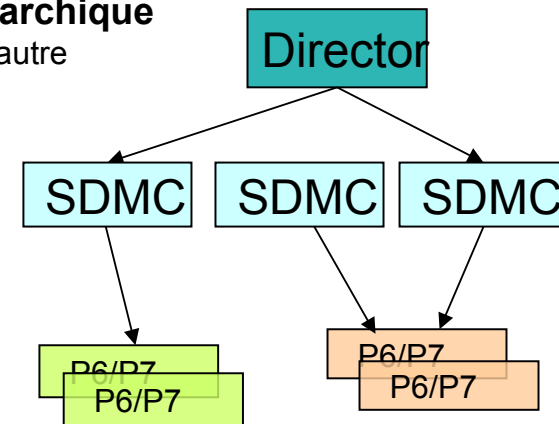 archique
autre
Director
SDMC SDMC SDMC
P6/P7 P6/P7
P6/P7 P6/P7